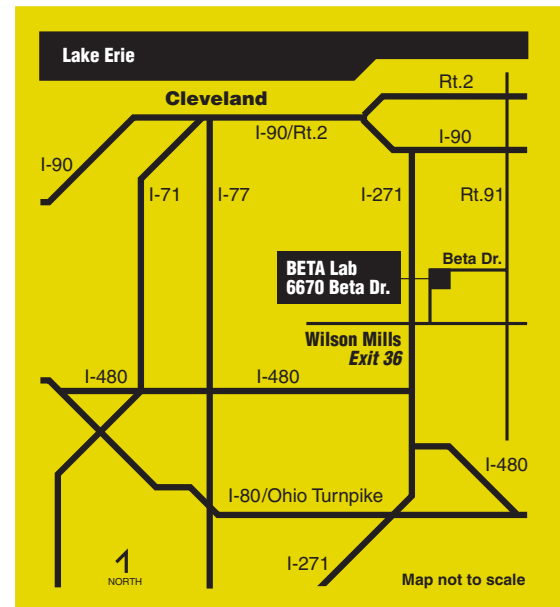 Lake Erie
Rt.2
Cleveland
I-90/Rt.2
I-90
I-90
I-71
I-77
I-271
Rt.91
Beta Dr.
BETA Lab
6670 Beta Dr.
Wilson Mills
Exit 36
I-480
I-480
I-480
I-80/Ohio Turnpike
I-271
NORTH
Map not to scale